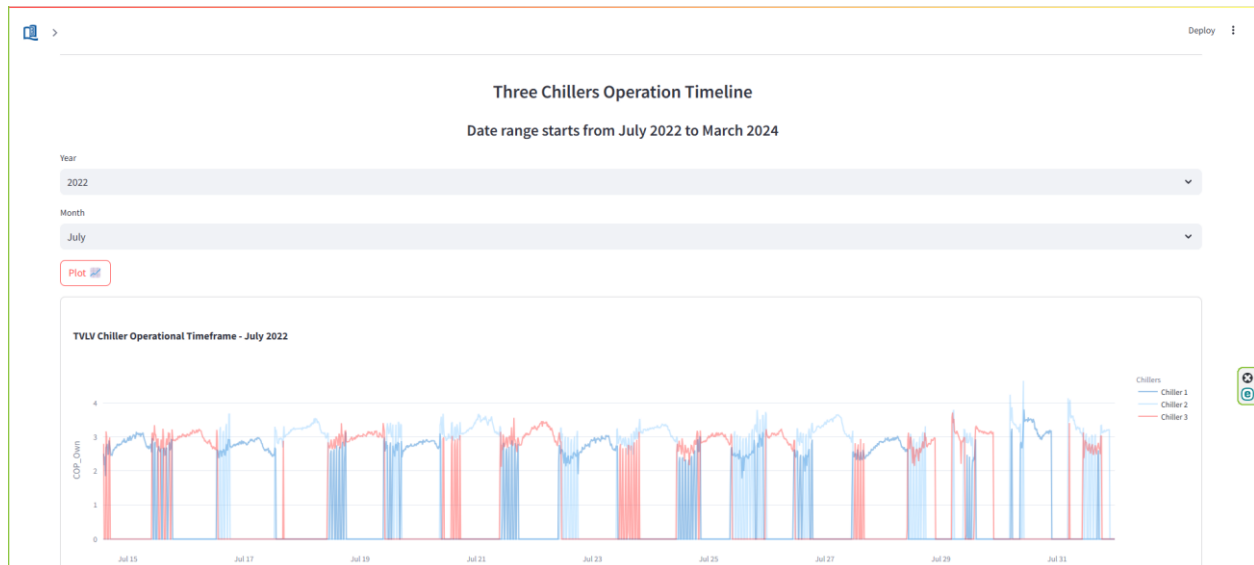 Deploy
Three Chillers Operation Timeline
Date range starts from July 2022 to March 2024
Year
2022
Month
July
Plot
TVLV Chiller Operational Timeframe - July 2022
Chillers
Chiller 1
Chiller 2
Chiller 3
COP_Own
4
3
2
1
0
Jul 15 Jul 17 Jul 19 Jul 21 Jul 23 Jul 25 Jul 27 Jul 29 Jul 31